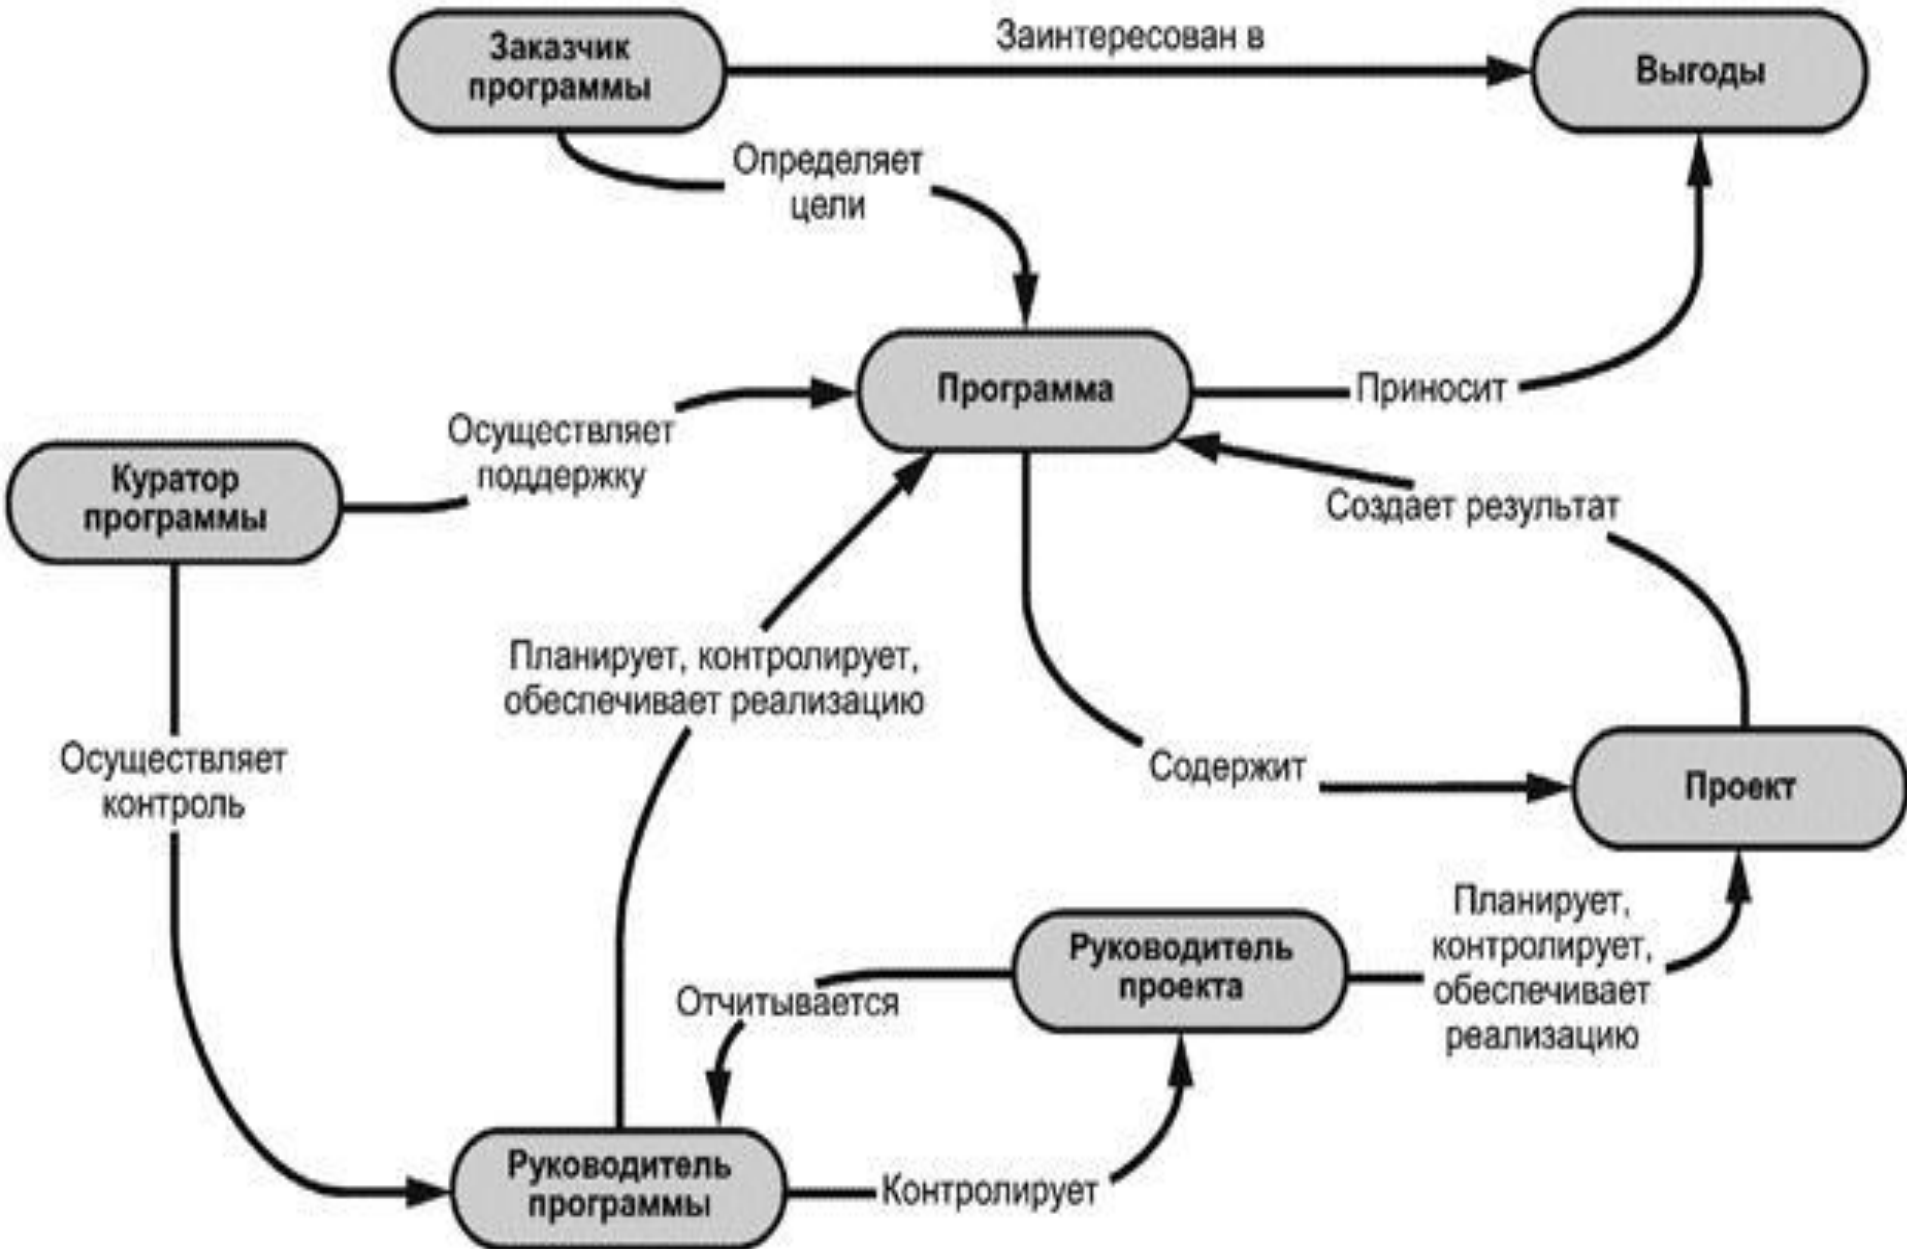 Заказчик
программы
Заинтересован в
Выгоды
Определяет
цели
Программа
Приносит
Осуществляет
поддержку
Куратор
программы
Создает результат
Планирует, контролирует,
обеспечивает реализацию
Осуществляет
контроль
Содержит
Проект
Планирует,
контролирует,
обеспечивает
реализацию
Руководитель
проекта
Отчитывается
Руководитель
программы
Контролирует